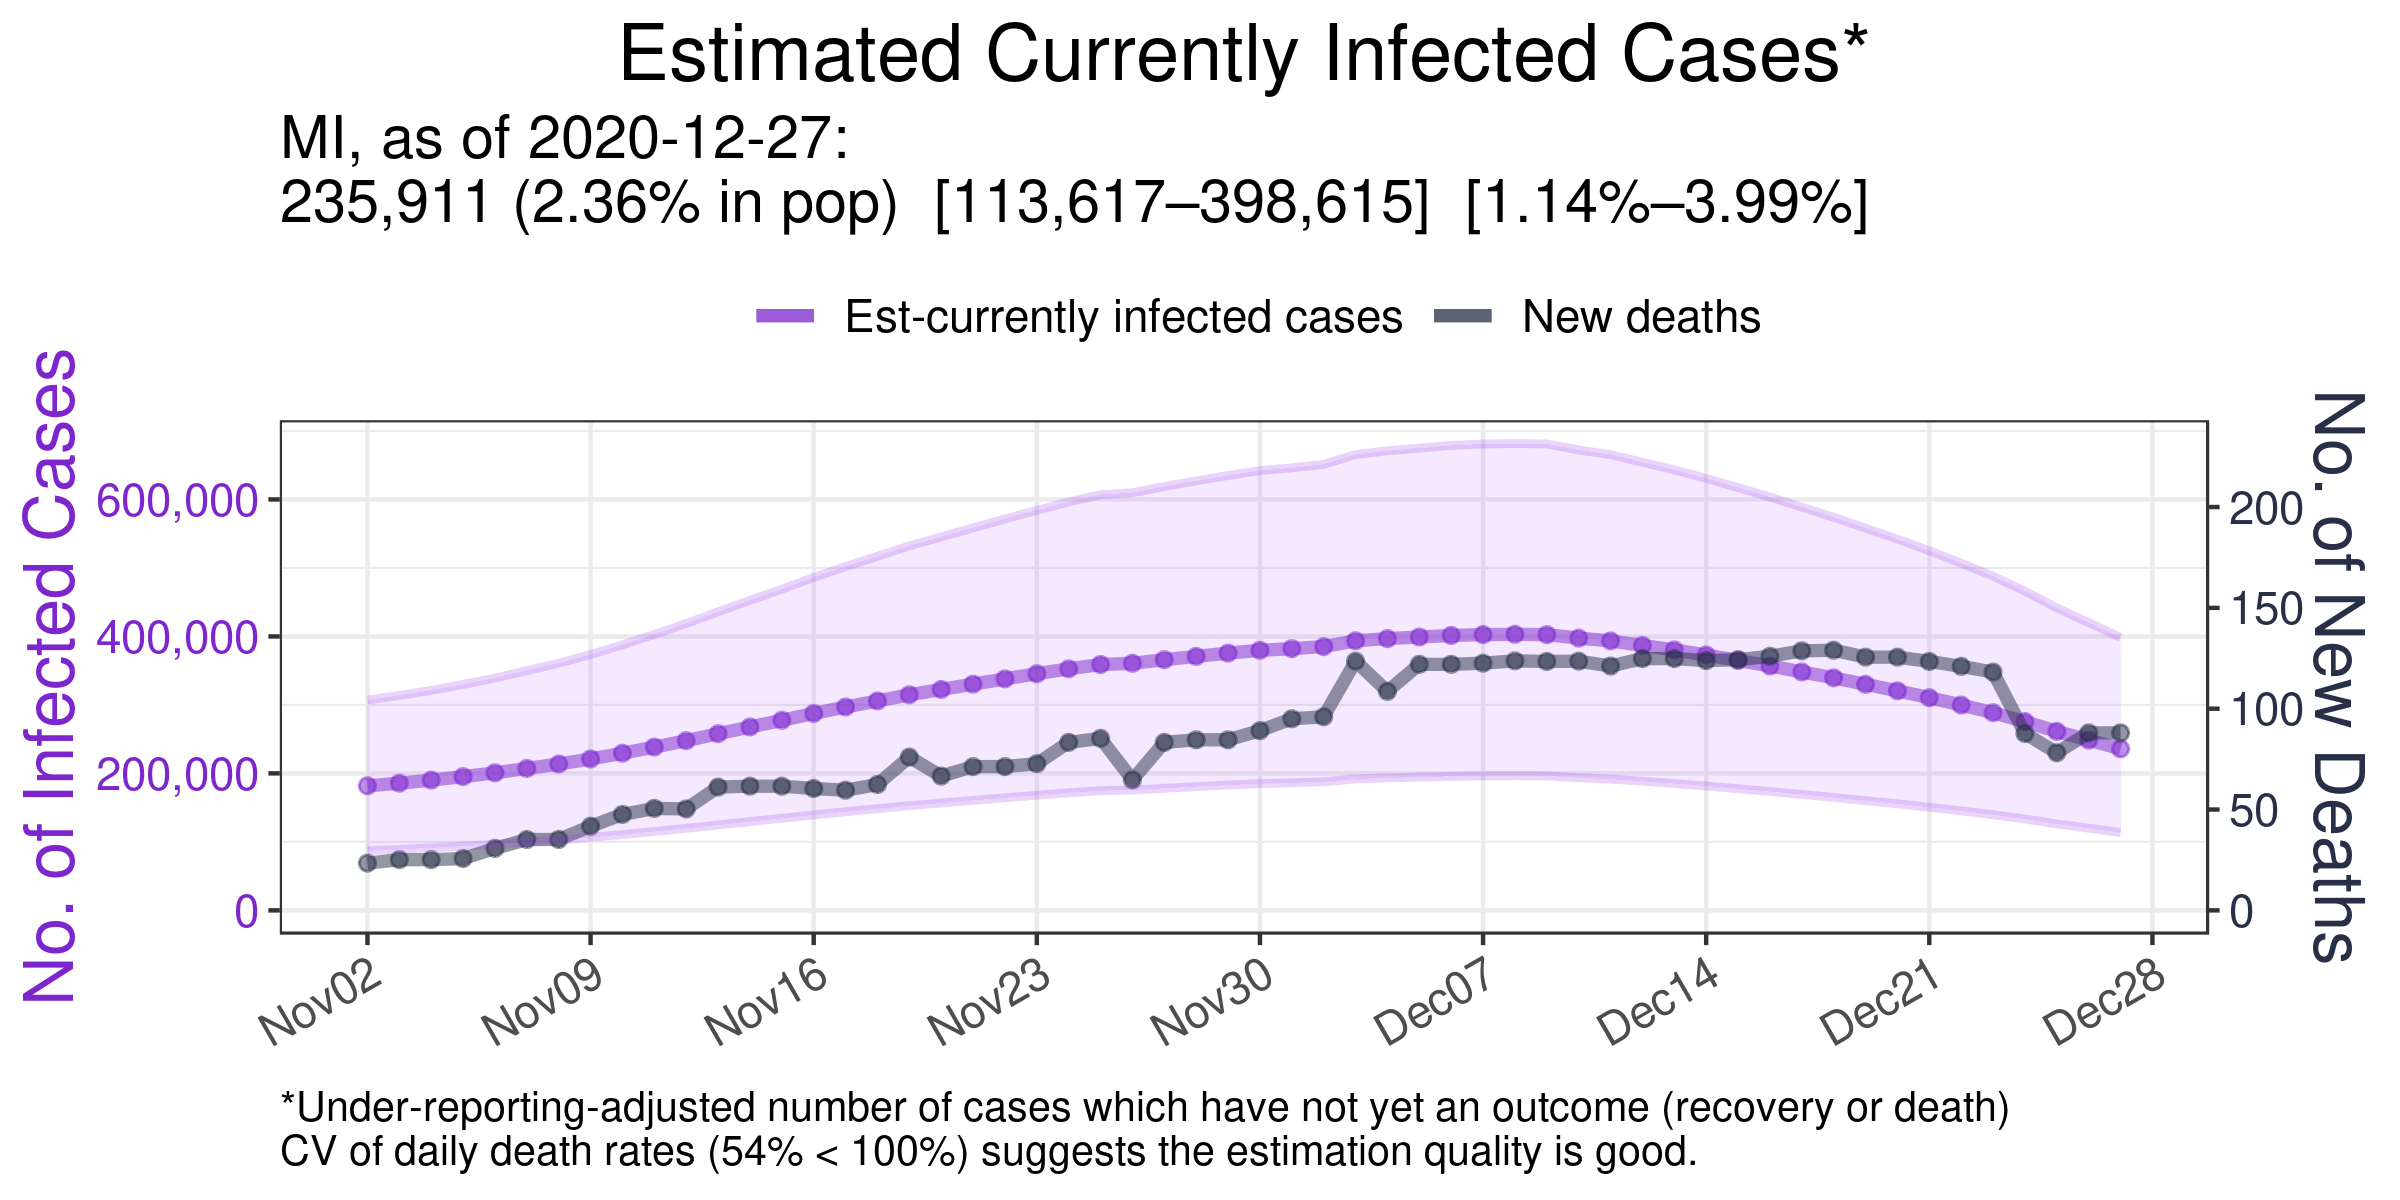 Estimated Currently Infected Cases*
MI, as of 2020-12-27:
235,911 (2.36% in pop) [113,617–398,615] [1.14%–3.99%]
Est-currently infected cases
New deaths
No. of Infected Cases
600,000
400,000
200,000
0
200
150
100
50
0
No. of New Deaths
Nov02
Nov09
Nov16
Nov23
Nov30
Dec07
Dec14
Dec21
Dec28
*Under-reporting-adjusted number of cases which have not yet an outcome (recovery or death)
CV of daily death rates (54% < 100%) suggests the estimation quality is good.